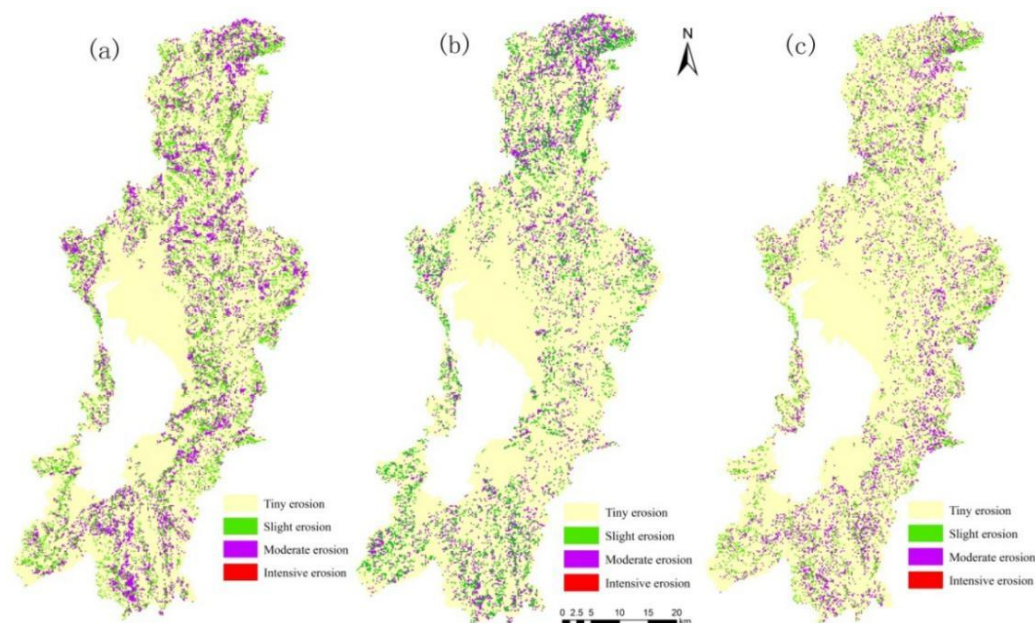 (a)
(b)
(c)
N
Tiny erosion
Slight erosion
Moderate erosion
Intensive erosion
Tiny erosion
Slight erosion
Moderate erosion
Intensive erosion
Tiny erosion
Slight erosion
Moderate erosion
Intensive erosion
0 2.5 5 10 15 20
km